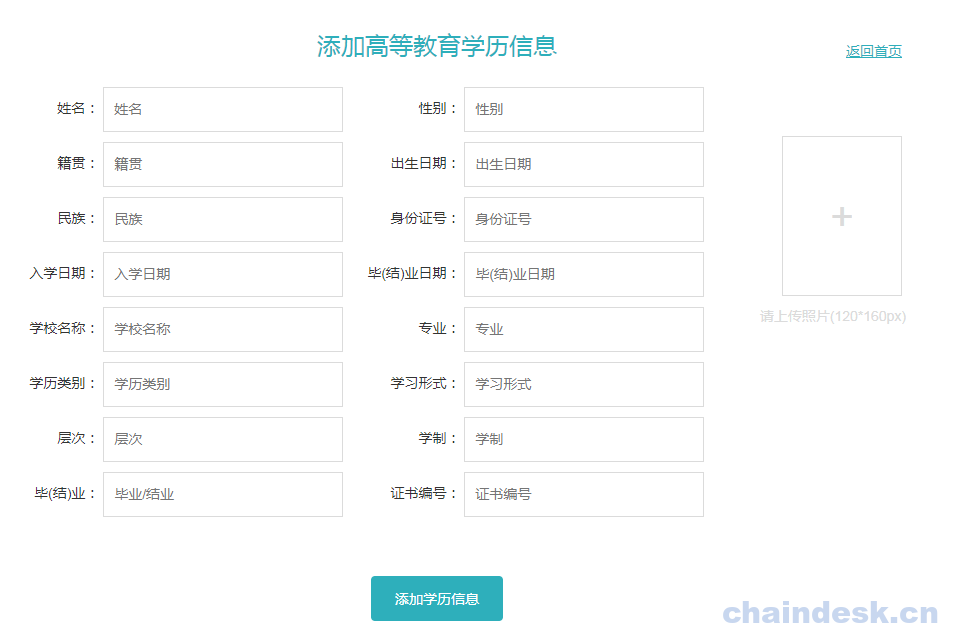 添加高等教育学历信息
返回首页
姓名： 姓名 性别： 性别
籍贯： 籍贯 出生日期： 出生日期
民族： 民族 身份证号： 身份证号
入学日期： 入学日期 毕(结)业日期： 毕(结)业日期
学校名称： 学校名称 专业： 专业
学历类别： 学历类别 学习形式： 学习形式
层次： 层次 学制： 学制
毕(结)业： 毕业/结业 证书编号： 证书编号
+
请上传照片(120*160px)
添加学历信息
chaindesk.cn